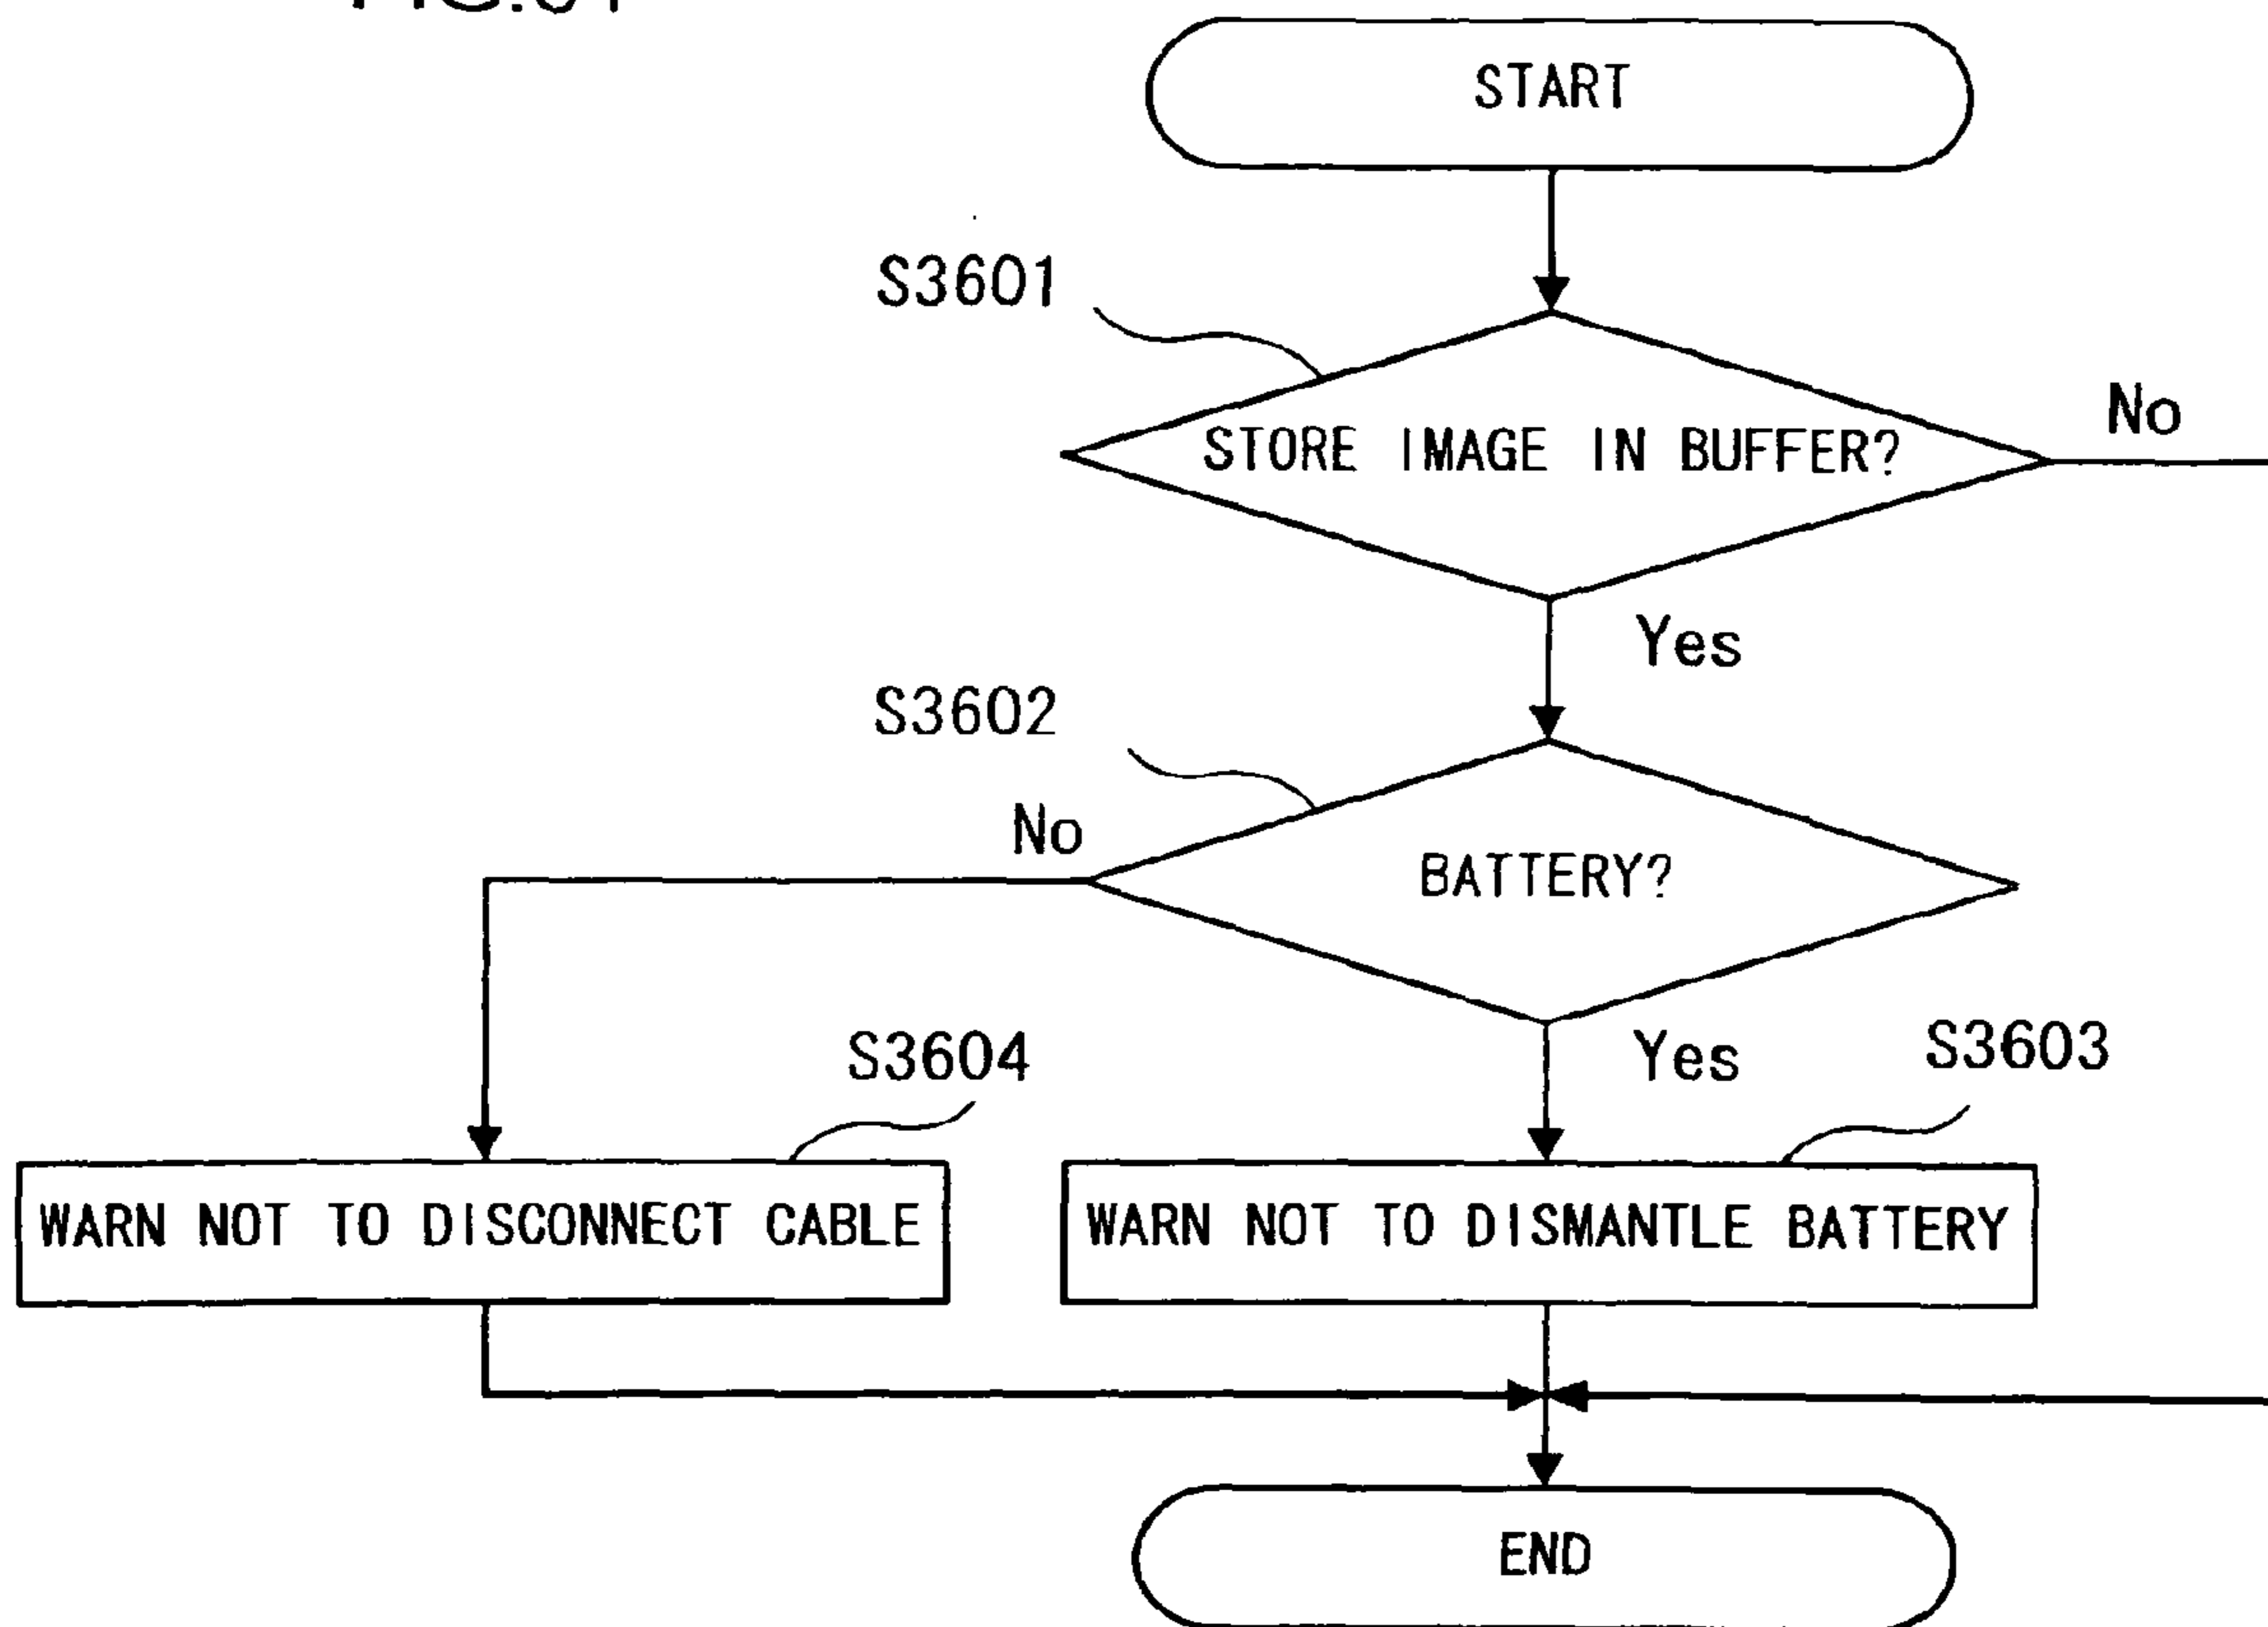 START
S3601
STORE IMAGE IN BUFFER?
No
Yes
S3602
No
BATTERY?
Yes
S3604
S3603
WARN NOT TO DISCONNECT CABLE
WARN NOT TO DISMANTLE BATTERY
END